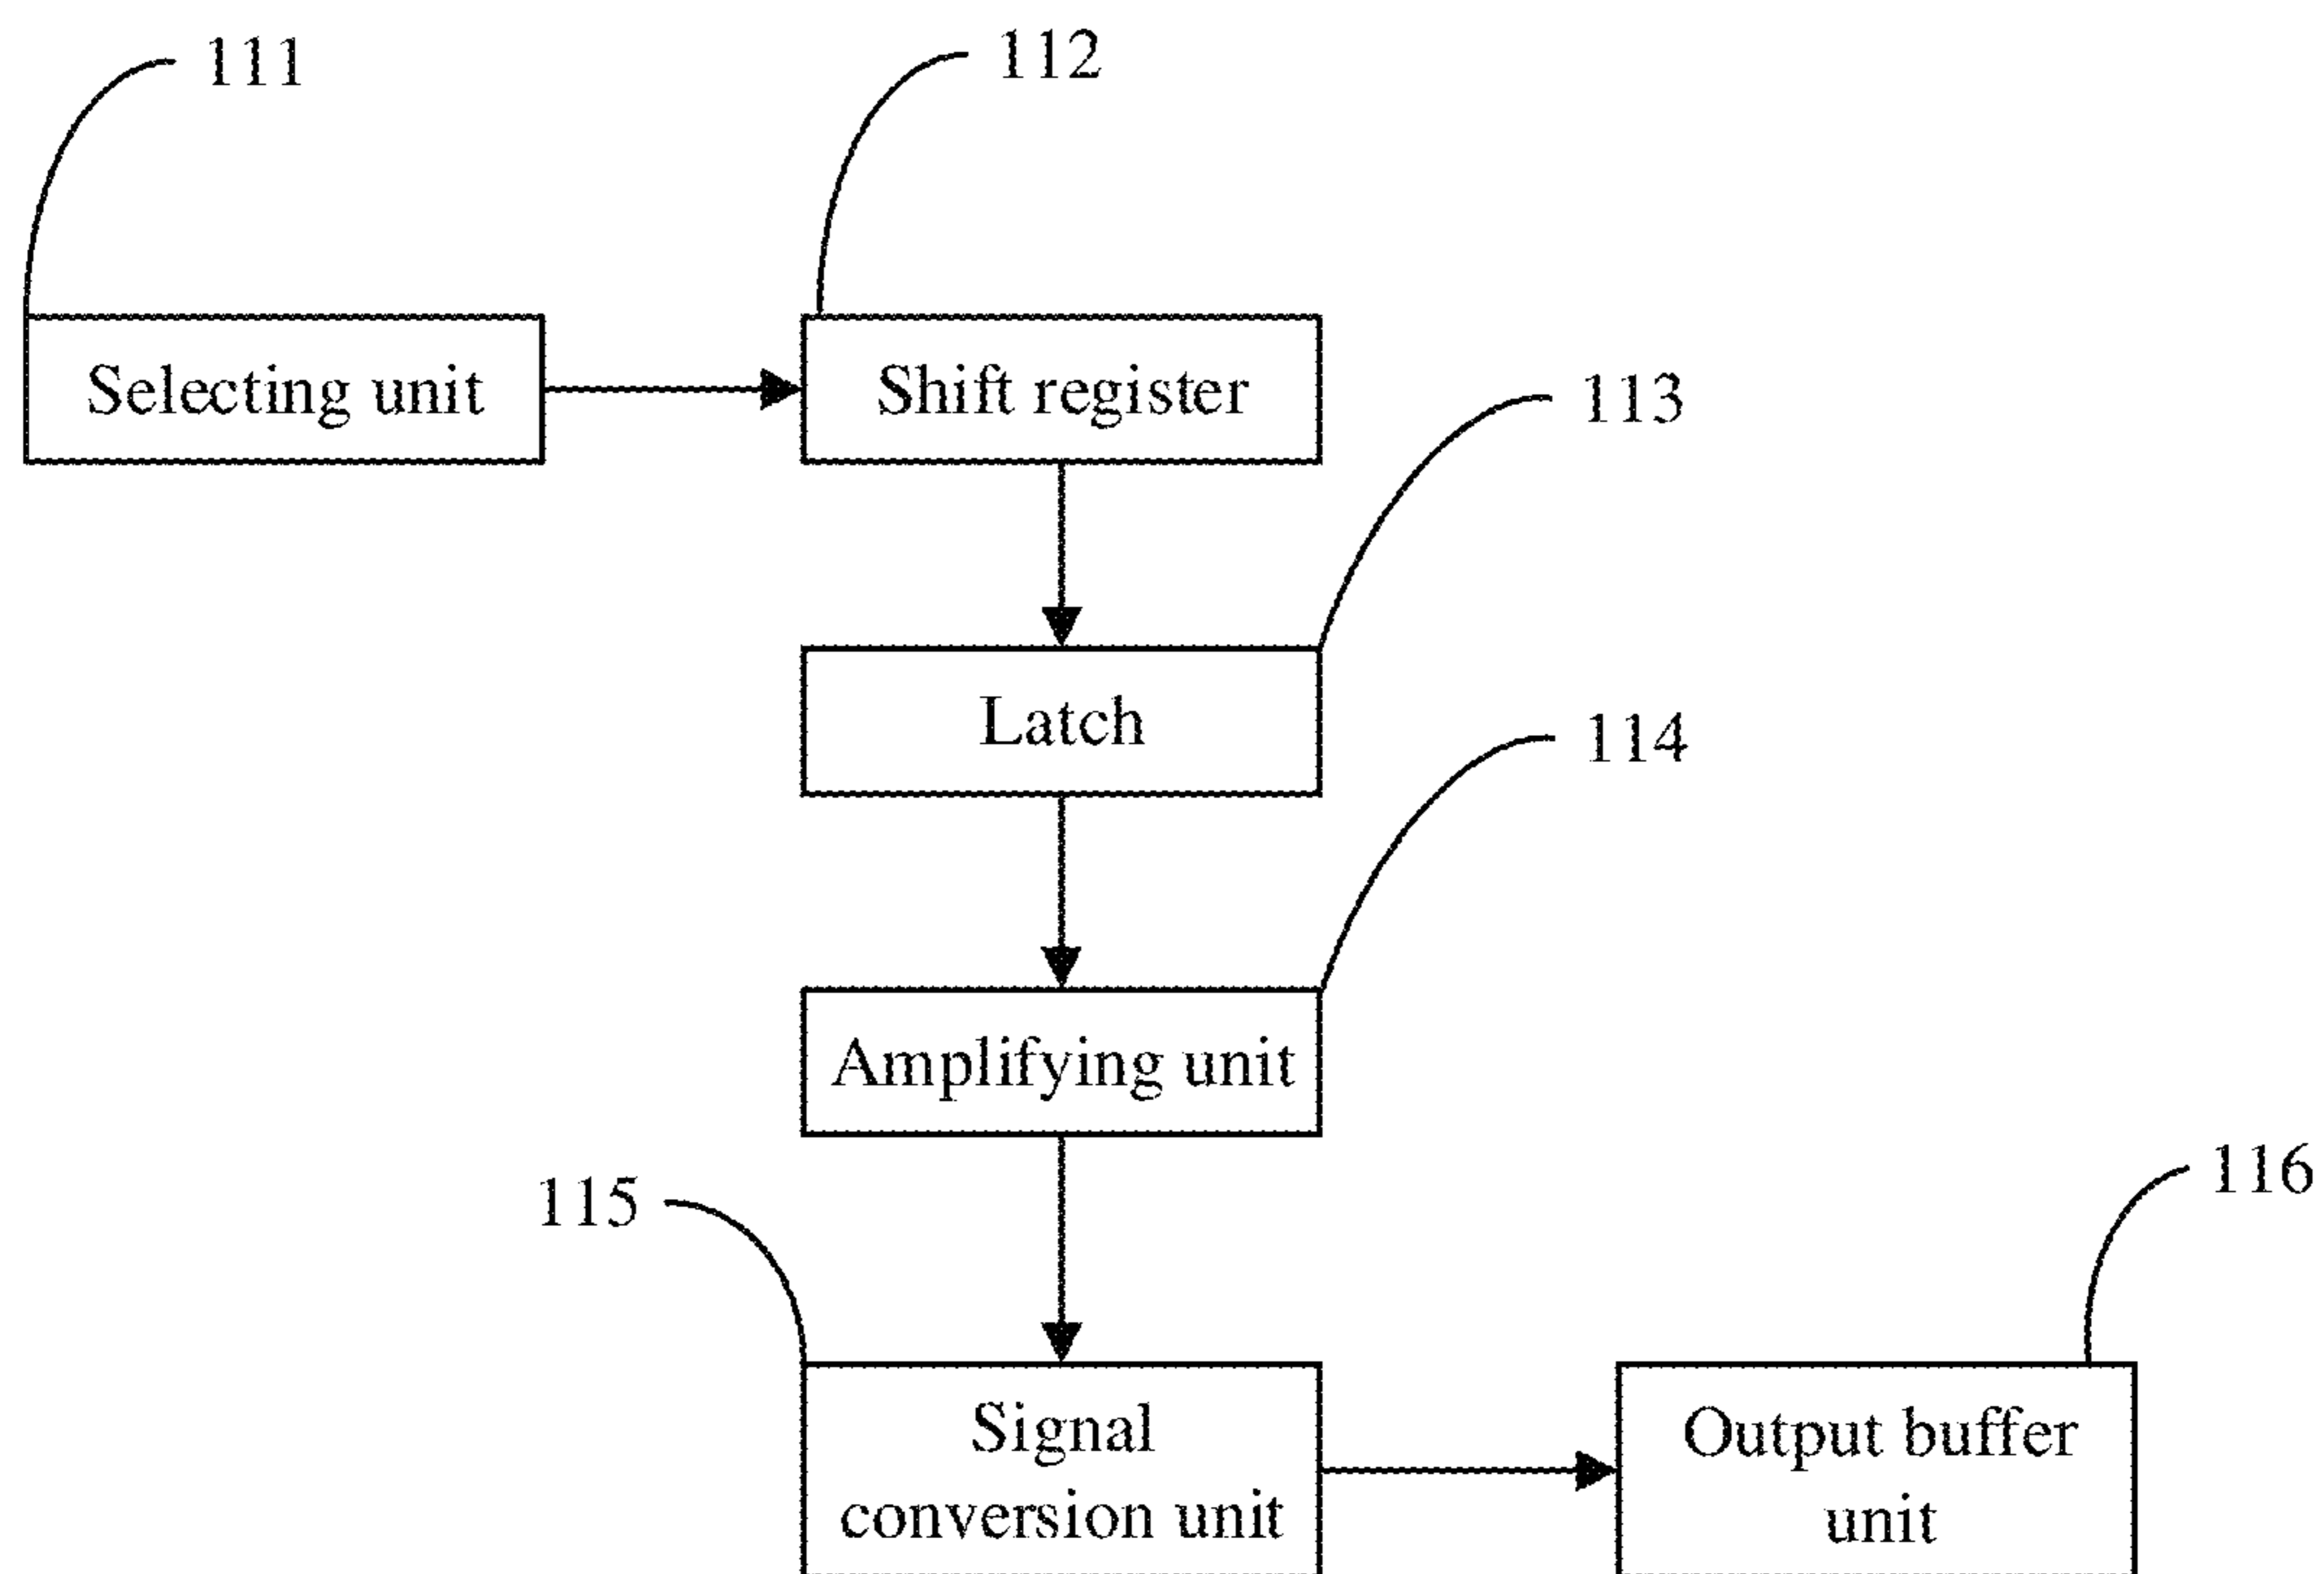 111
112
Selecting unit
Shift register
113
Latch
114
Amplifying unit
115
116
Signal
conversion unit
Output buffer
unit